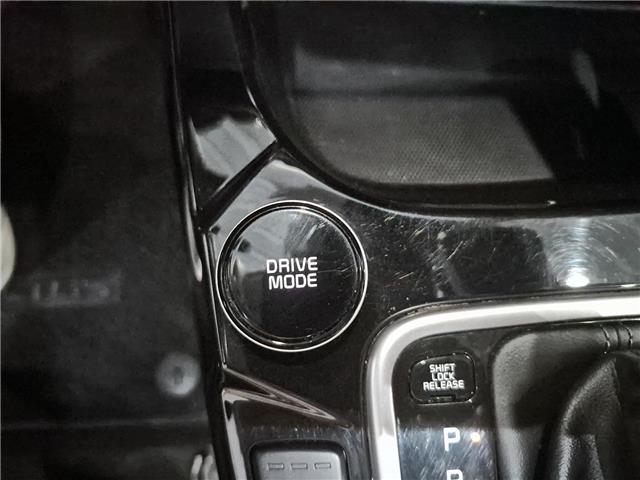 DRIVE
MODE
SHIFT
LOCK
RELEASE
P
R